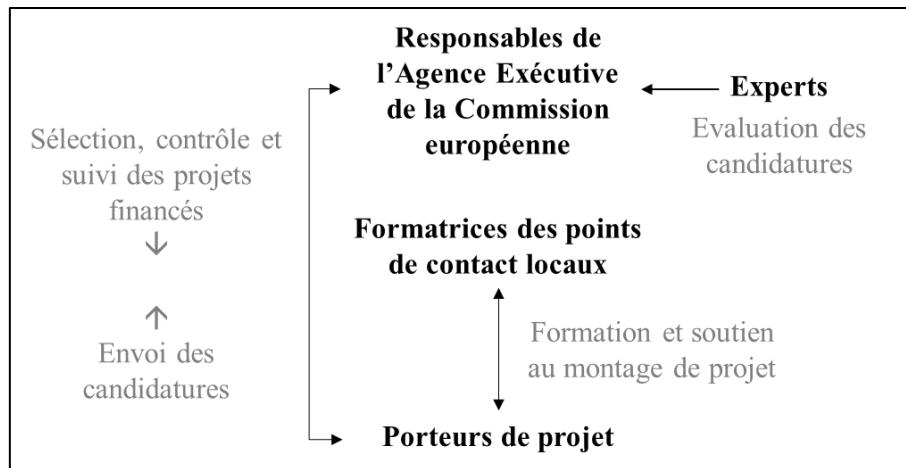 Responsables de
l’Agence Exécutive
de la Commission
européenne
Experts
Evaluation des
candidatures
Sélection, contrôle et
suivi des projets
financés
↓
↑
Envoi des
candidatures
Formatrices des points
de contact locaux
Formation et soutien
au montage de projet
Porteurs de projet